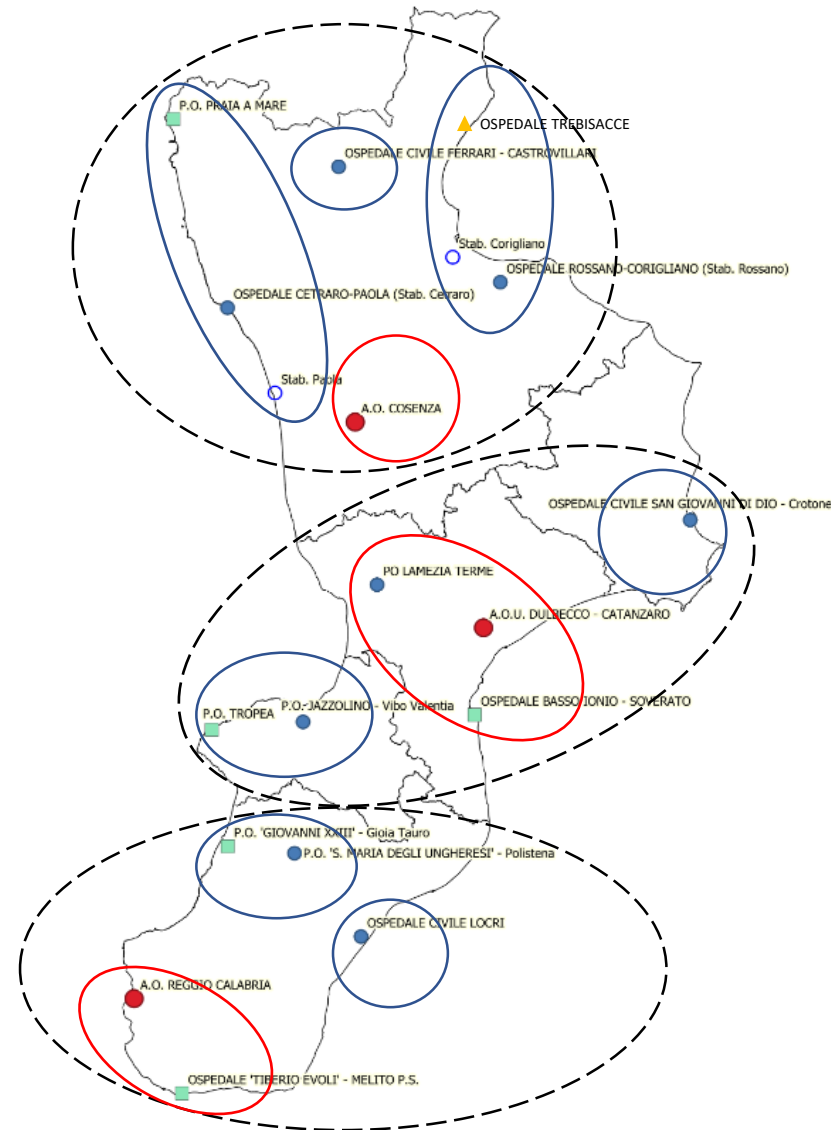 P.O. PRAIA A MARE
OSPEDALE TREBISACCE
OSPEDALE CIVILE FERRARI - CASTROVILLARI
Stab. Corigliano
OSPEDALE ROSSANO-CORIGLIANO (Stab. Rossano)
OSPEDALE CETRARO-PAOLA (Stab. Cetraro)
Stab. Paola
A.O. COSENZA
OSPEDALE CIVILE SAN GIOVANNI DI DIO - Crotone
PO LAMEZIA TERME
A.O.U. DULBECCO - CATANZARO
OSPEDALE BASSO IONIO - SOVERATO
P.O. JAZZOLINO - Vibo Valentia
P.O. TROPEA
P.O. 'GIOVANNI XXIII' - Gioia Tauro
P.O. 'S. MARIA DEGLI UNGHERESI' - Polistena
OSPEDALE CIVILE LOCRI
A.O. REGGIO CALABRIA
OSPEDALE 'TIBERIO EVOLI' - MELITO P.S.